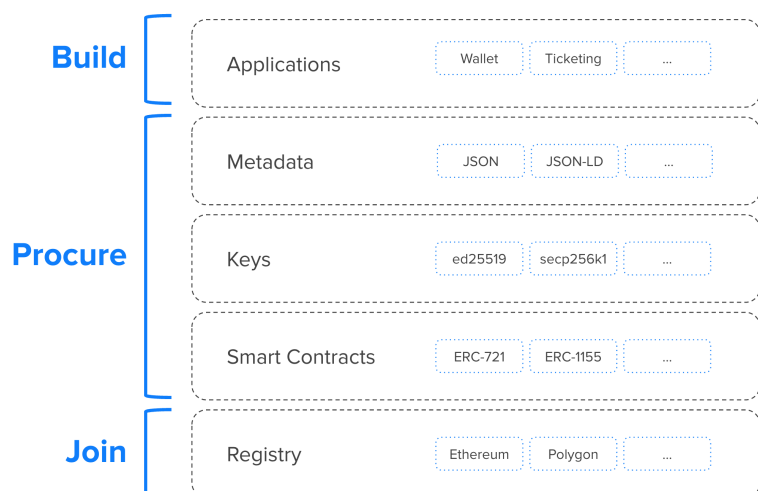 Build
Applications
Wallet
Ticketing
...
Procure
Metadata
JSON
JSON-LD
...
Keys
ed25519
secp256k1
...
Smart Contracts
ERC-721
ERC-1155
...
Join
Registry
Ethereum
Polygon
...